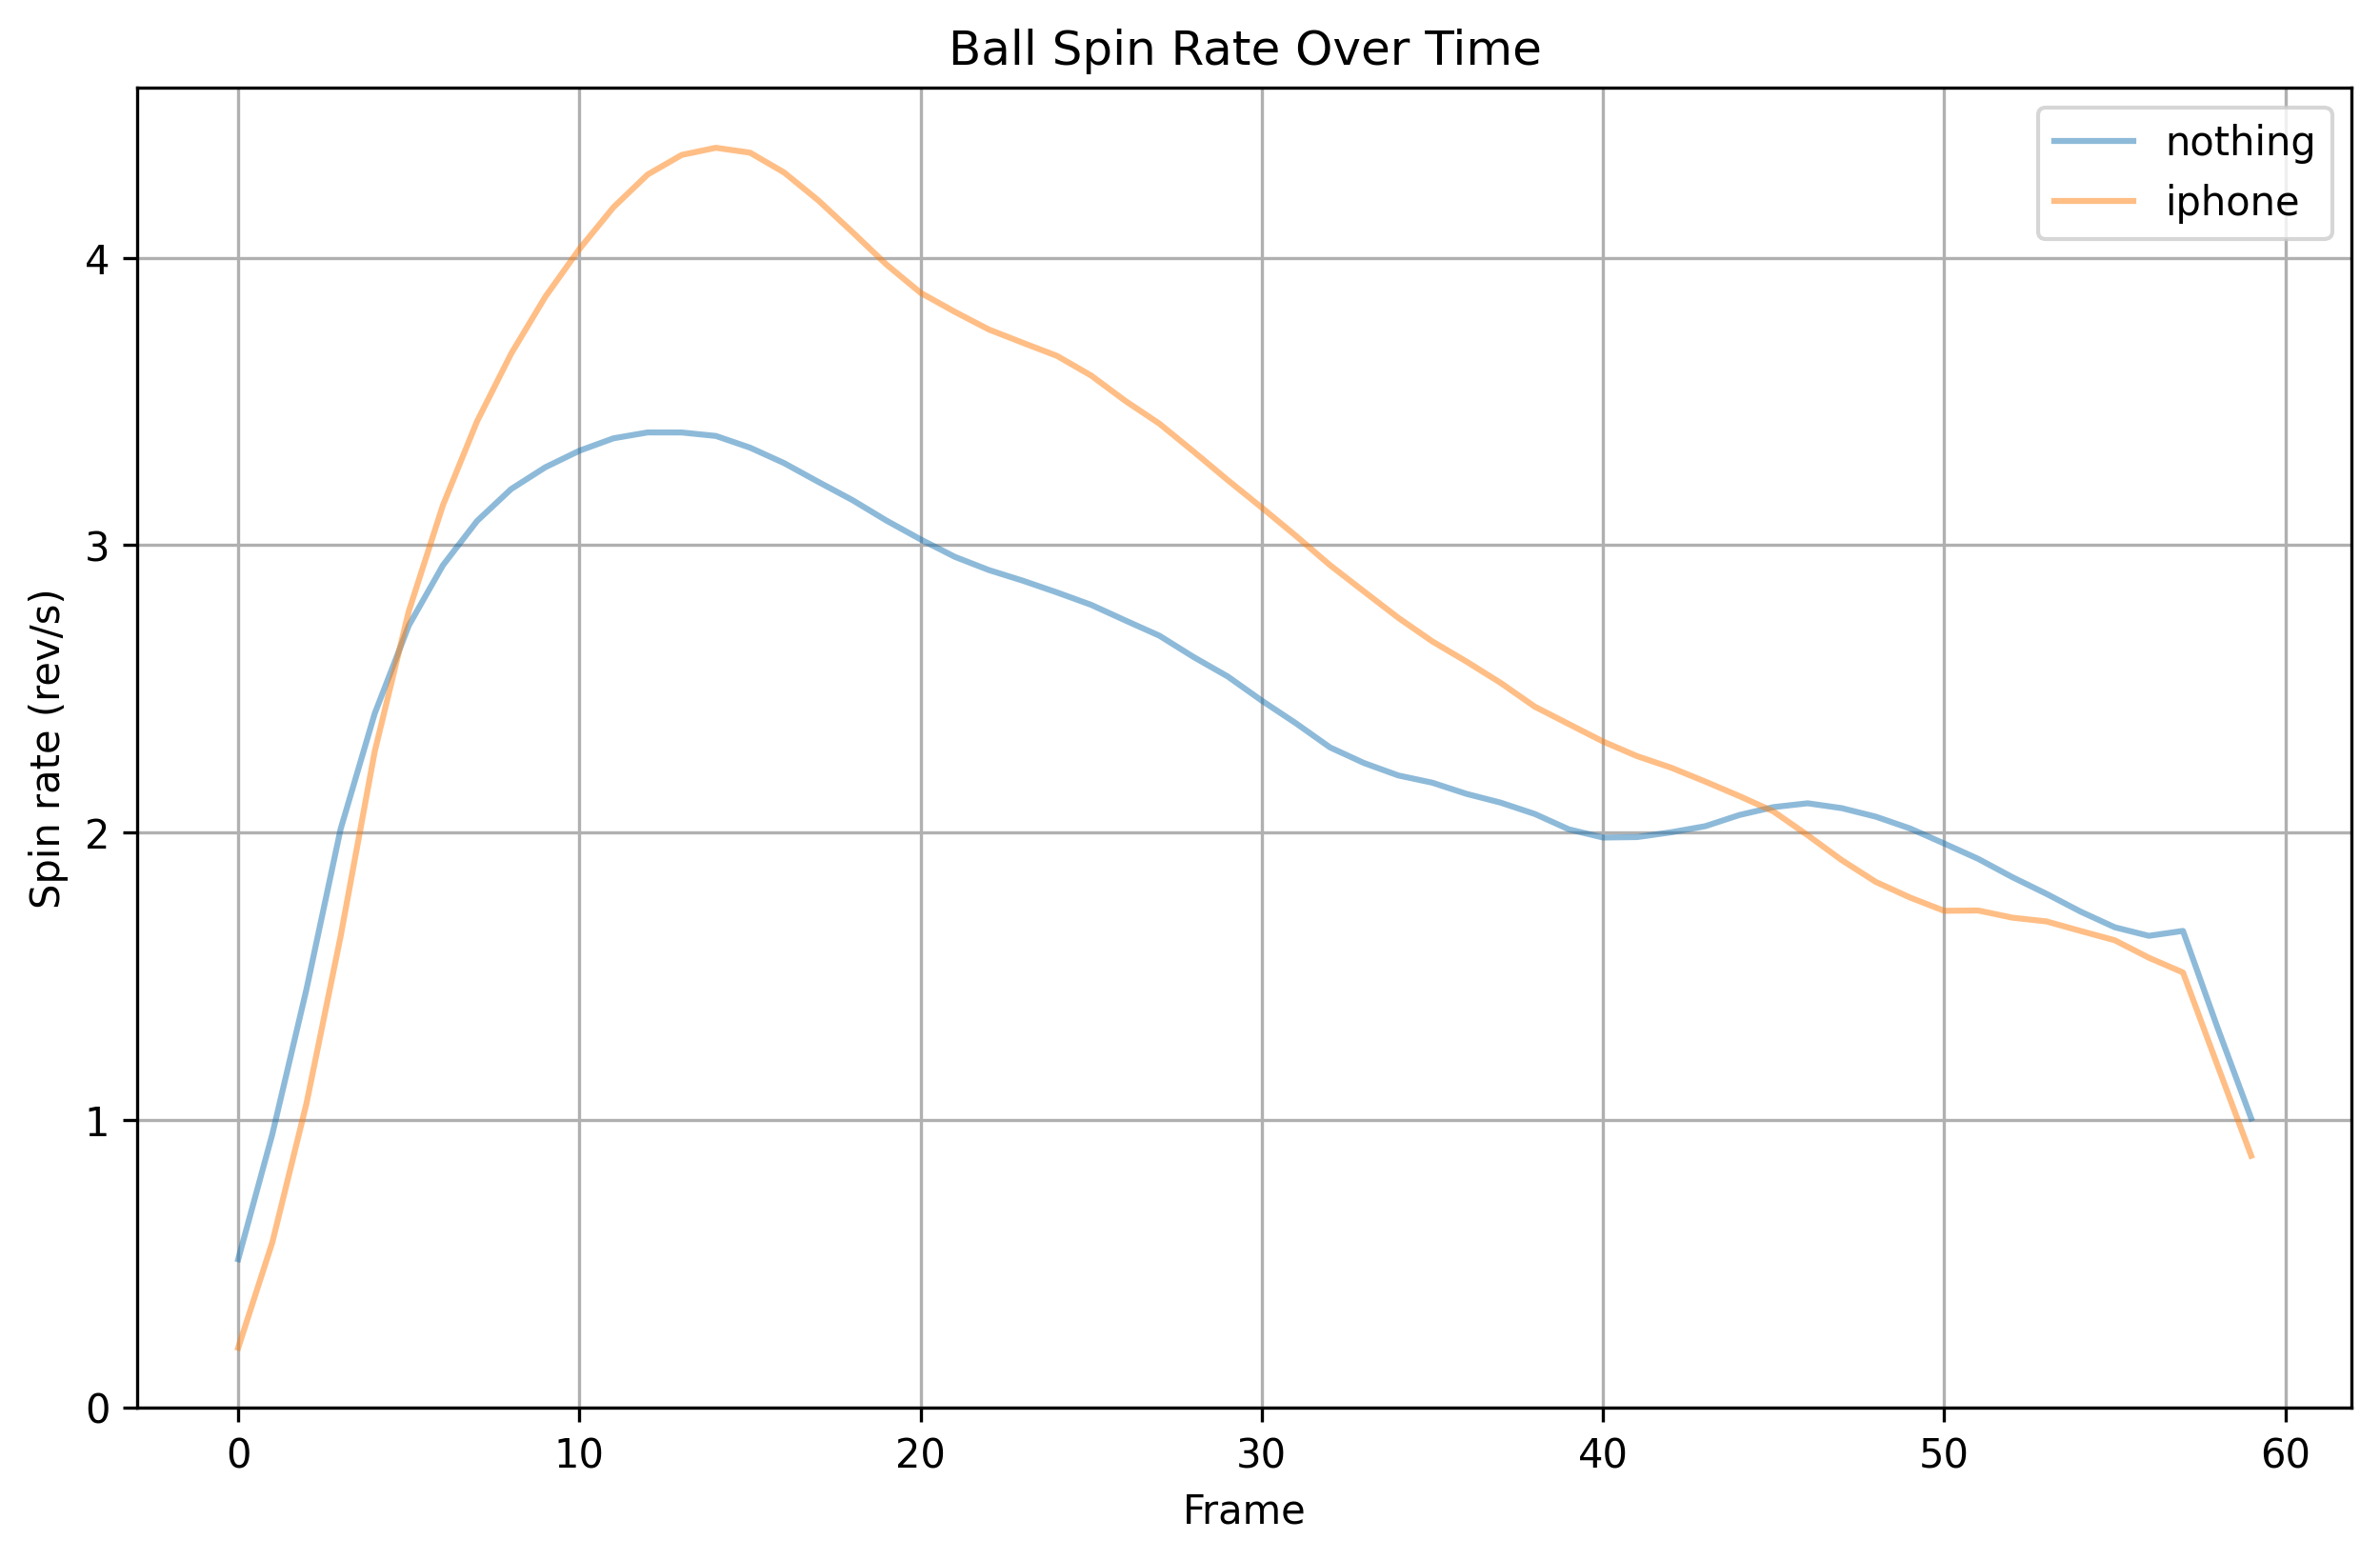 Ball Spin Rate Over Time
nothing
iphone
Spin rate (rev/s)
4
3
2
1
0
0 10 20 30 40 50 60
Frame